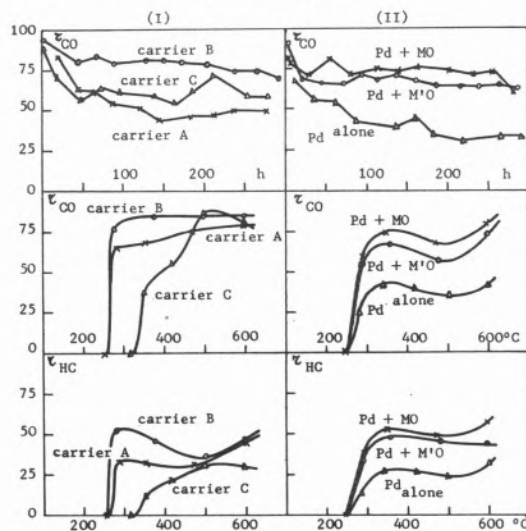 (I) (II)
τCO carrier B
carrier C
carrier A
100
75
50
25
0
0 100 200 h
τCO Pd + MO
Pd + M'O
Pd alone
0 100 200 h
τCO carrier B
carrier A
carrier C
75
50
25
0
200 400 600
τCO Pd + MO
Pd + M'O
Pd alone
200 400 600°C
τHC
carrier B
carrier A
carrier C
75
50
25
0
200 400 600
τHC
Pd + MO
Pd + M'O
Pd alone
200 400 600